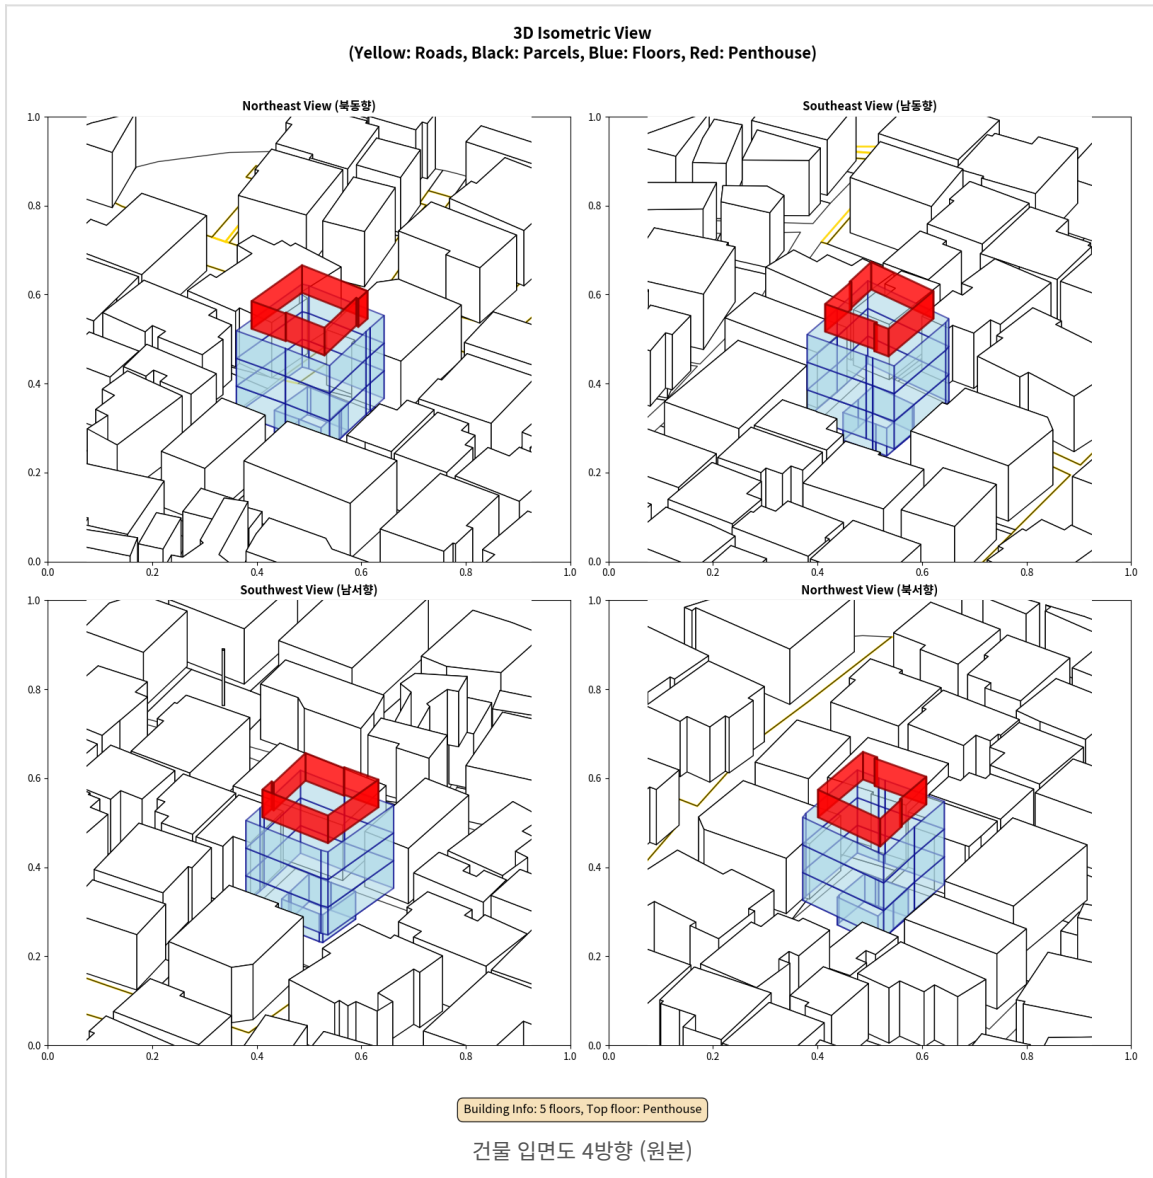 3D Isometric View
(Yellow: Roads, Black: Parcels, Blue: Floors, Red: Penthouse)
Northeast View (북동향)
1.0
0.8
0.6
0.4
0.2
0.0
0.0 0.2 0.4 0.6 0.8 1.0
Southeast View (남동향)
1.0
0.8
0.6
0.4
0.2
0.0
0.0 0.2 0.4 0.6 0.8 1.0
Southwest View (남서향)
1.0
0.8
0.6
0.4
0.2
0.0
0.0 0.2 0.4 0.6 0.8 1.0
Northwest View (북서향)
1.0
0.8
0.6
0.4
0.2
0.0
0.0 0.2 0.4 0.6 0.8 1.0
Building Info: 5 floors, Top floor: Penthouse
건물 입면도 4방향 (원본)